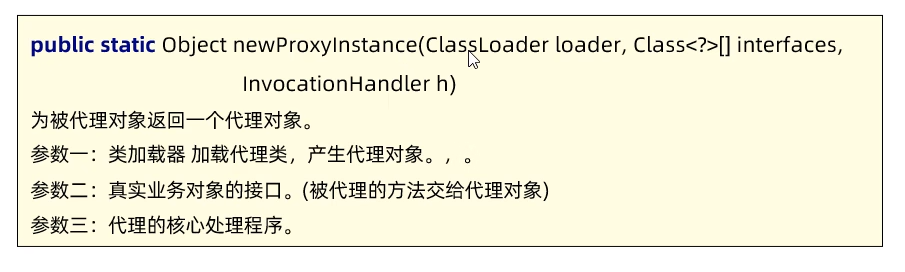 public static Object newProxyInstance(ClassLoader loader, Class<?>[] interfaces,
InvocationHandler h)
为被代理对象返回一个代理对象。
参数一：类加载器 加载代理类，产生代理对象。，。
参数二：真实业务对象的接口。(被代理的方法交给代理对象)
参数三：代理的核心处理程序。